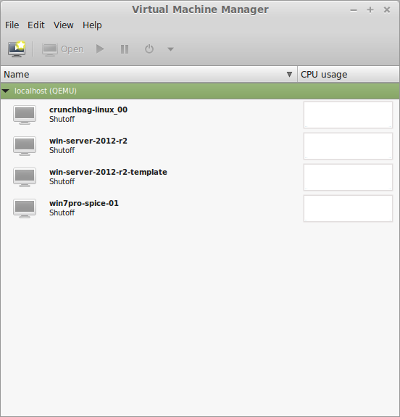 Virtual Machine Manager
File Edit View Help
Open
Name CPU usage
localhost (QEMU)
crunchbag-linux_00
Shutoff
win-server-2012-r2
Shutoff
win-server-2012-r2-template
Shutoff
win7pro-spice-01
Shutoff